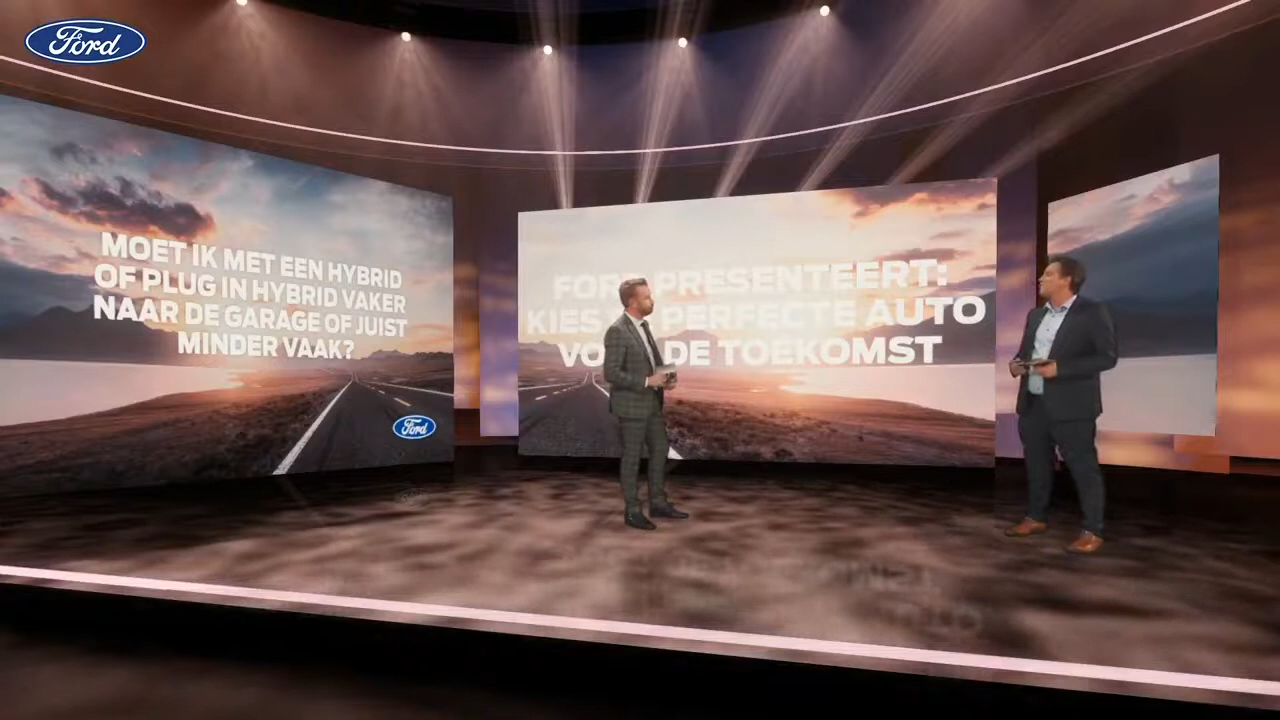 Ford
MOET IK MET EEN HYBRID
OF PLUG IN HYBRID VAKER
NAAR DE GARAGE OF JUIST
MINDER VAAK?
Ford
PRESENTEERT:
KIES PERFECTE AUTO
DE TOEKOMST